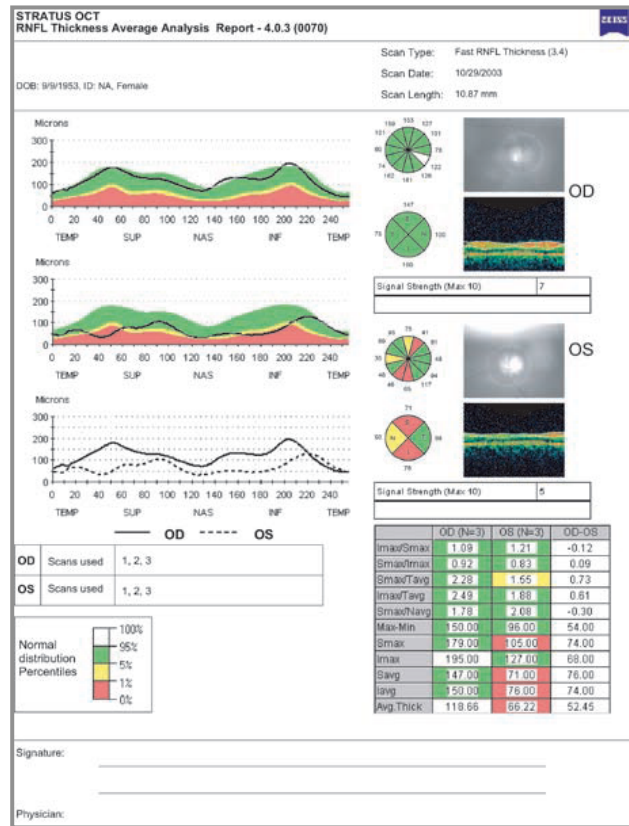 STRATUS OCT
RNFL Thickness Average Analysis Report - 4.0.3 (0070)
ZEISS
Scan Type: Fast RNFL Thickness (3.4)
Scan Date: 10/29/2003
Scan Length: 10.87 mm
DOB: 9/9/1953, ID: NA, Female
Microns
300
200
100
0
0 20 40 60 80 100 120 140 160 180 200 220 240
TEMP SUP NAS INF TEMP
OD
Signal Strength (Max 10) 7
Microns
300
200
100
0
0 20 40 60 80 100 120 140 160 180 200 220 240
TEMP SUP NAS INF TEMP
OS
Signal Strength (Max 10) 5
Microns
300
200
100
0
0 20 40 60 80 100 120 140 160 180 200 220 240
TEMP SUP NAS INF TEMP
OD OS
OD Scans used 1, 2, 3
OS Scans used 1, 2, 3
Normal distribution Percentiles
100%
95%
5%
1%
0%
OD (N=3) OS (N=3) OD-OS
Imax/Smax 1.09 1.21 -0.12
Smax/Imax 0.92 0.83 0.09
Smax/Tavg 2.28 1.55 0.73
Imax/Tavg 2.49 1.88 0.61
Smax/Navg 1.78 2.08 -0.30
Max-Min 150.00 96.00 54.00
Smax 179.00 105.00 74.00
Imax 195.00 127.00 68.00
Savg 147.00 71.00 76.00
Iavg 150.00 76.00 74.00
Avg.Thick 118.66 66.22 52.45
Signature:
Physician: